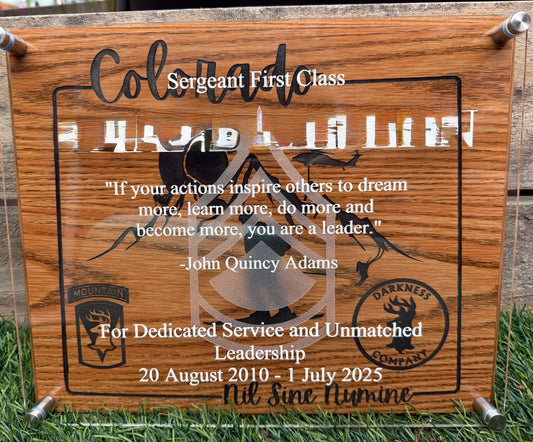 Colorado
Sergeant First Class
"If your actions inspire others to dream
more, learn more, do more and
become more, you are a leader."
-John Quincy Adams
MOUNTAIN
DARKNESS
COMPANY
For Dedicated Service and Unmatched
Leadership
20 August 2010 - 1 July 2025
Nil Sine Numine